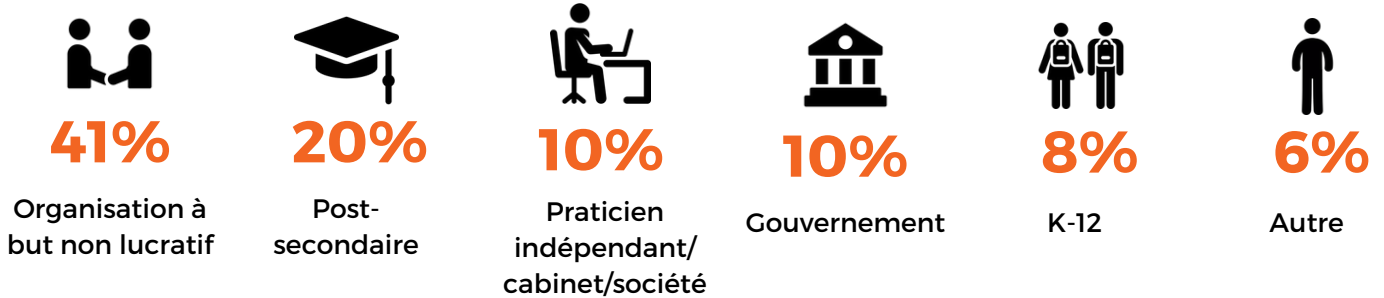 41%
Organisation à
but non lucratif
20%
Post-
secondaire
10%
Praticien
indépendant/
cabinet/société
10%
Gouvernement
8%
K-12
6%
Autre